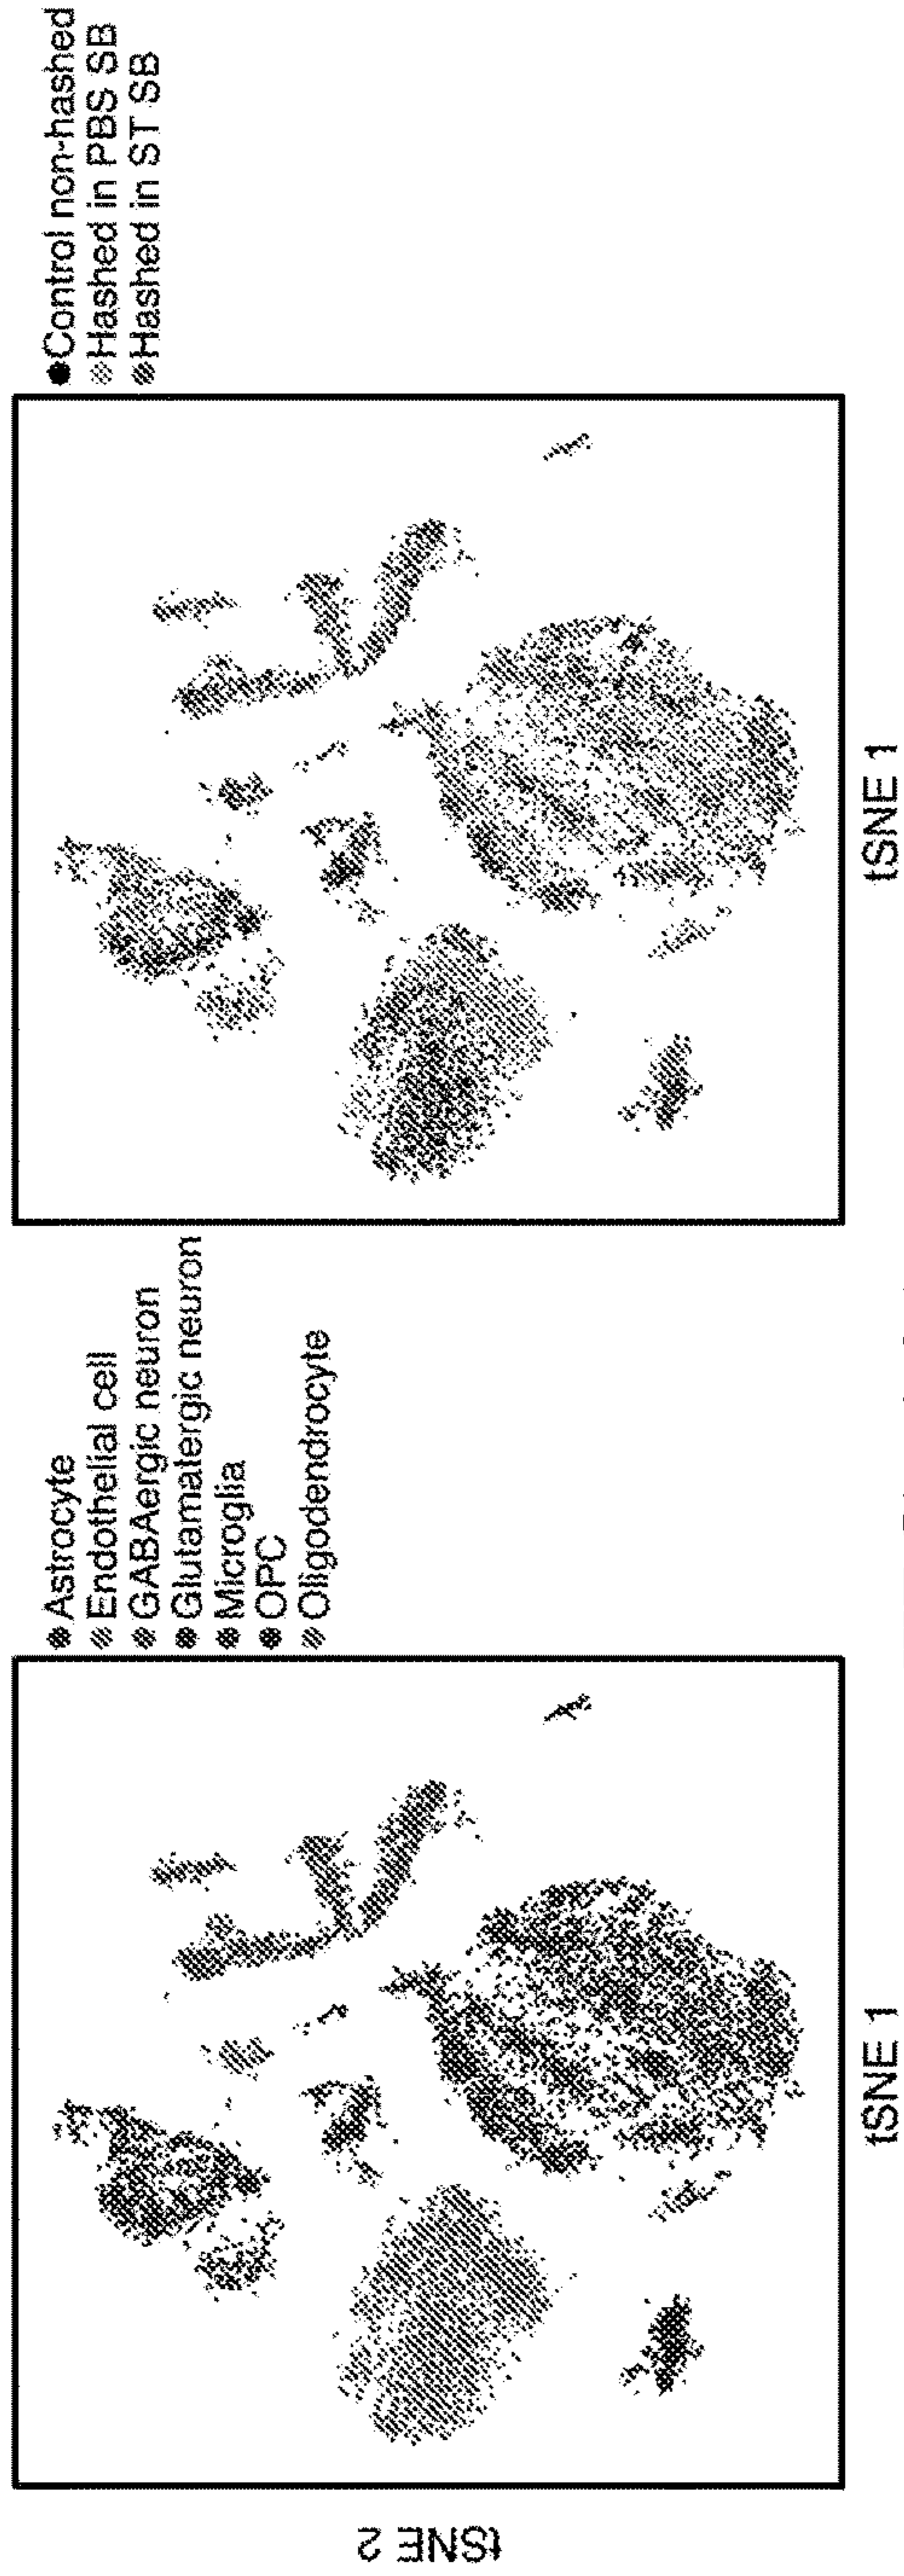 Astrocyte
Endothelial cell
GABAergic neuron
Glutamatergic neuron
Microglia
OPC
Oligodendrocyte
Control non-hashed
Hashed in PBS SB
Hashed in ST SB
tSNE 2
tSNE 1
tSNE 1